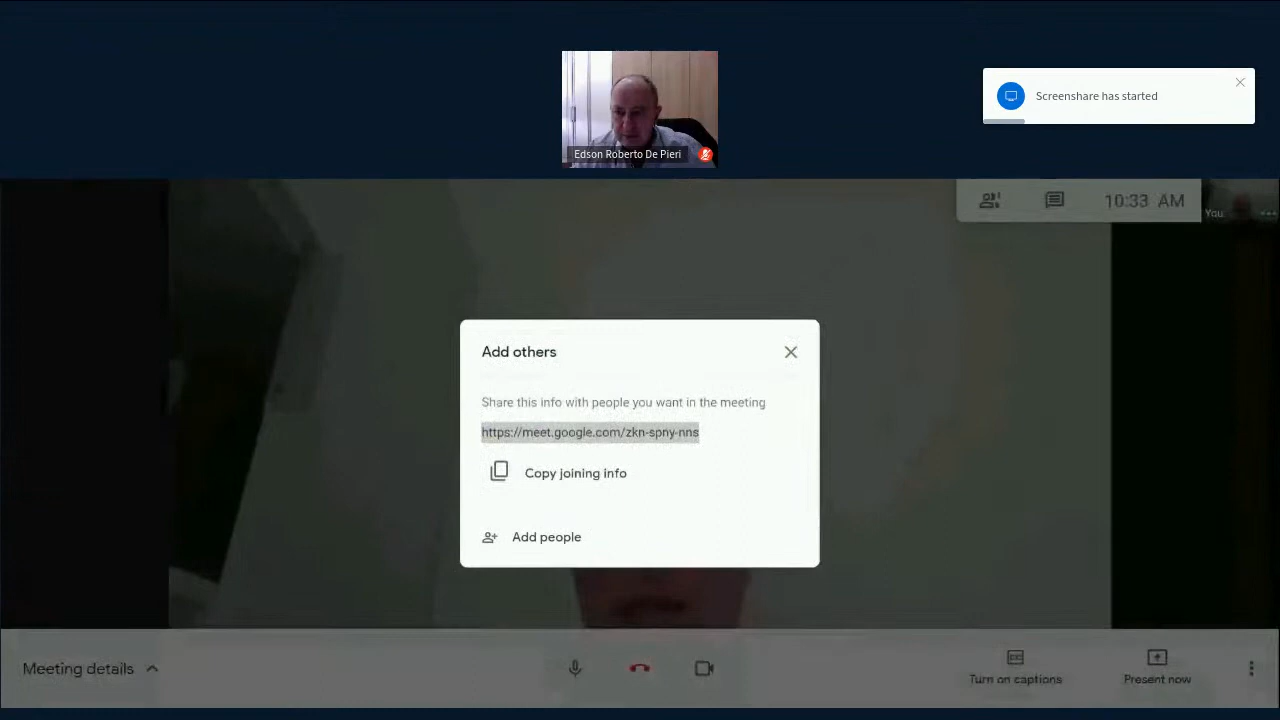 Screenshare has started
Edson Roberto De Pieri
10:33 AM
You
Add others
Share this info with people you want in the meeting
https://meet.google.com/zkn-spny-nns
Copy joining info
Add people
Meeting details
Turn on captions
Present now